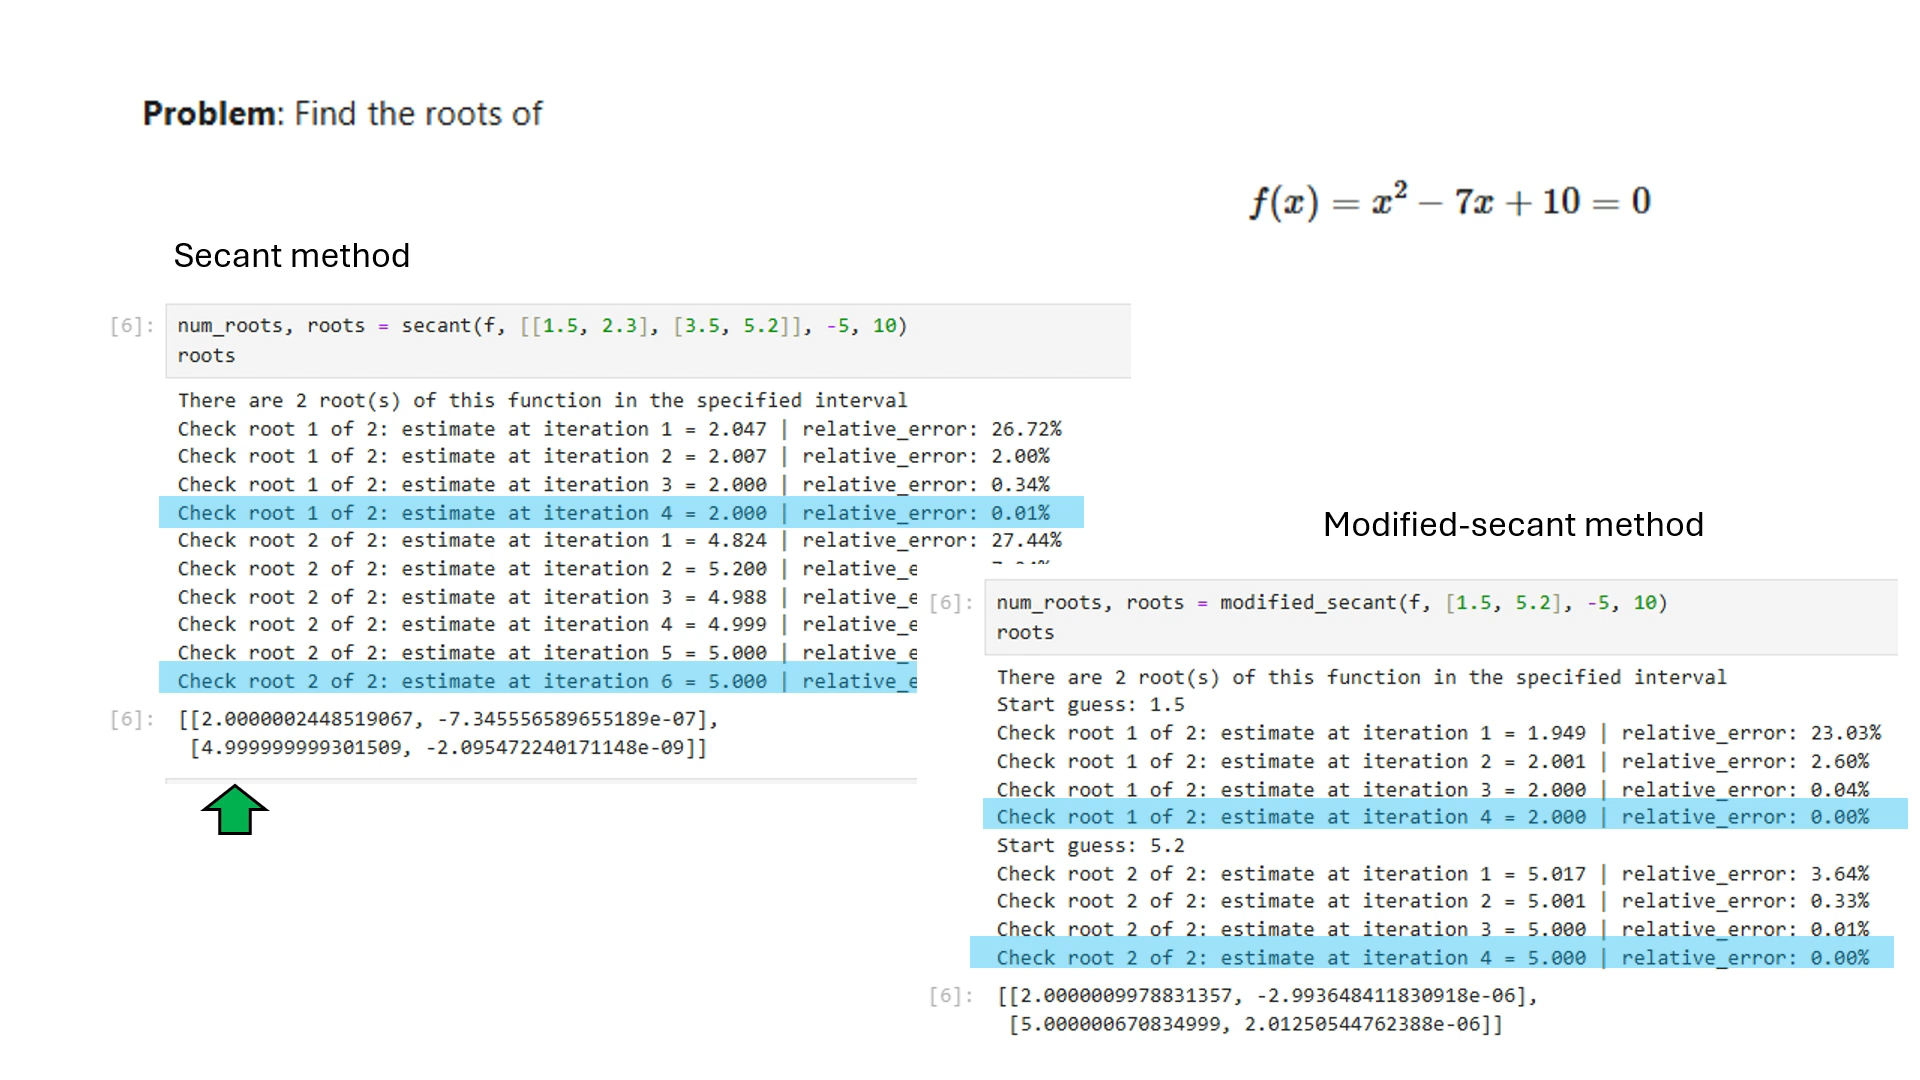 Problem: Find the roots of
f(x) = x² − 7x + 10 = 0
Secant method
[6]: num_roots, roots = secant(f, [[1.5, 2.3], [3.5, 5.2]], -5, 10)
roots
There are 2 root(s) of this function in the specified interval
Check root 1 of 2: estimate at iteration 1 = 2.047 | relative_error: 26.72%
Check root 1 of 2: estimate at iteration 2 = 2.007 | relative_error: 2.00%
Check root 1 of 2: estimate at iteration 3 = 2.000 | relative_error: 0.34%
Check root 1 of 2: estimate at iteration 4 = 2.000 | relative_error: 0.01%
Check root 2 of 2: estimate at iteration 1 = 4.824 | relative_error: 27.44%
Check root 2 of 2: estimate at iteration 2 = 5.200 | relative_e
Check root 2 of 2: estimate at iteration 3 = 4.988 | relative_e
Check root 2 of 2: estimate at iteration 4 = 4.999 | relative_e
Check root 2 of 2: estimate at iteration 5 = 5.000 | relative_e
Check root 2 of 2: estimate at iteration 6 = 5.000 | relative_e
[6]: [[2.0000002448519067, -7.345556589655189e-07],
[4.999999999301509, -2.095472240171148e-09]]
Modified-secant method
[6]: num_roots, roots = modified_secant(f, [1.5, 5.2], -5, 10)
roots
There are 2 root(s) of this function in the specified interval
Start guess: 1.5
Check root 1 of 2: estimate at iteration 1 = 1.949 | relative_error: 23.03%
Check root 1 of 2: estimate at iteration 2 = 2.001 | relative_error: 2.60%
Check root 1 of 2: estimate at iteration 3 = 2.000 | relative_error: 0.04%
Check root 1 of 2: estimate at iteration 4 = 2.000 | relative_error: 0.00%
Start guess: 5.2
Check root 2 of 2: estimate at iteration 1 = 5.017 | relative_error: 3.64%
Check root 2 of 2: estimate at iteration 2 = 5.001 | relative_error: 0.33%
Check root 2 of 2: estimate at iteration 3 = 5.000 | relative_error: 0.01%
Check root 2 of 2: estimate at iteration 4 = 5.000 | relative_error: 0.00%
[6]: [[2.0000009978831357, -2.993648411830918e-06],
[5.000000670834999, 2.01250544762388e-06]]